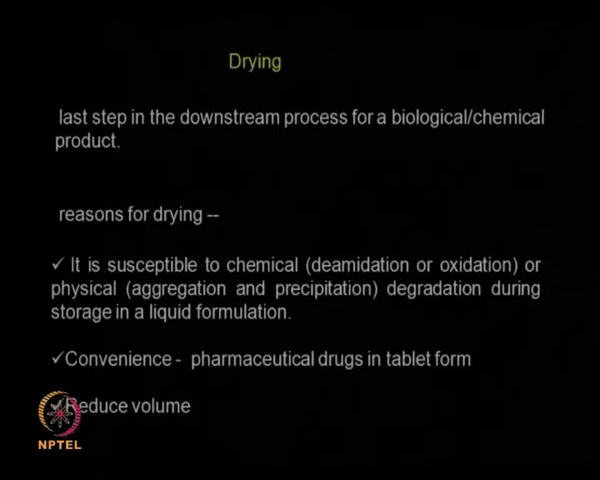 Drying
last step in the downstream process for a biological/chemical
product.
reasons for drying --
✓ It is susceptible to chemical (deamidation or oxidation) or
physical (aggregation and precipitation) degradation during
storage in a liquid formulation.
✓Convenience - pharmaceutical drugs in tablet form
Reduce volume
NPTEL